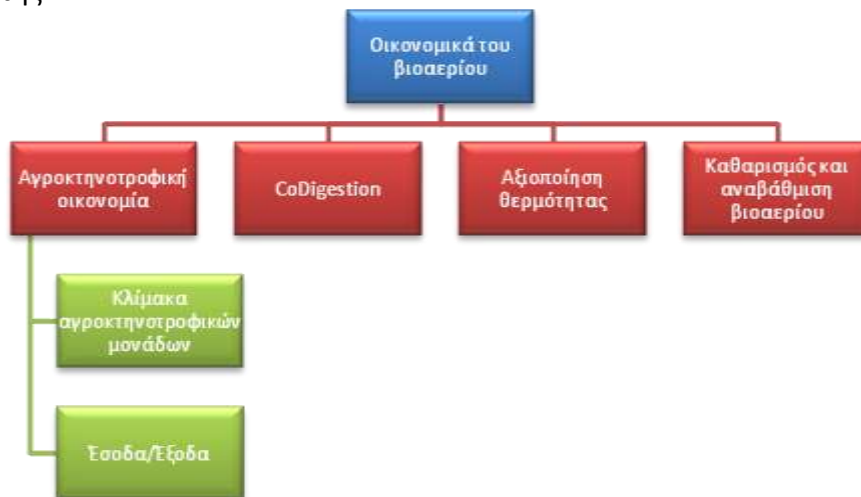 Οικονομικά του
βιοαερίου
Αγροκτηνοτροφική
οικονομία
CoDigestion
Αξιοποίηση
θερμότητας
Καθαρισμός και
αναβάθμιση
βιοαερίου
Κλίμακα
αγροκτηνοτροφικών
μονάδων
Έσοδα/Έξοδα